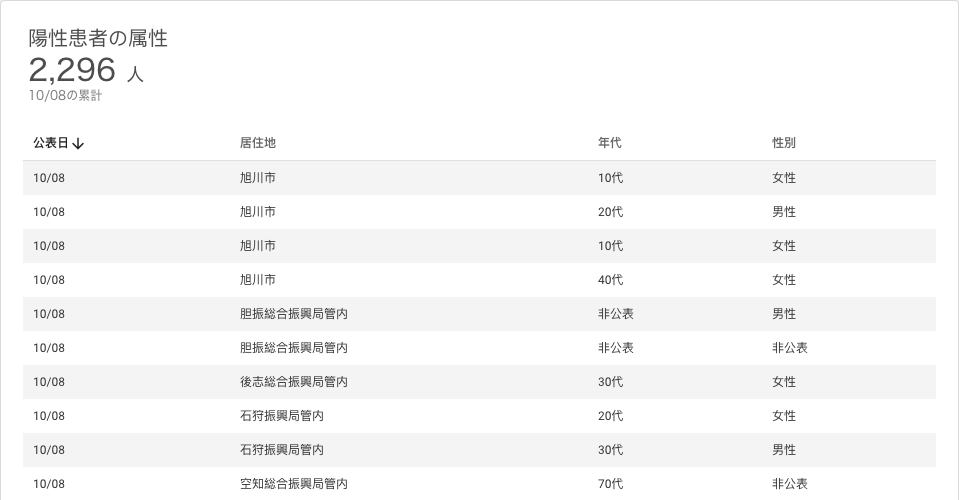 陽性患者の属性
2,296 人
10/08の累計
公表日 居住地 年代 性別
10/08 旭川市 10代 女性
10/08 旭川市 20代 男性
10/08 旭川市 10代 女性
10/08 旭川市 40代 女性
10/08 胆振総合振興局管内 非公表 男性
10/08 胆振総合振興局管内 非公表 非公表
10/08 後志総合振興局管内 30代 女性
10/08 石狩振興局管内 20代 女性
10/08 石狩振興局管内 30代 男性
10/08 空知総合振興局管内 70代 非公表